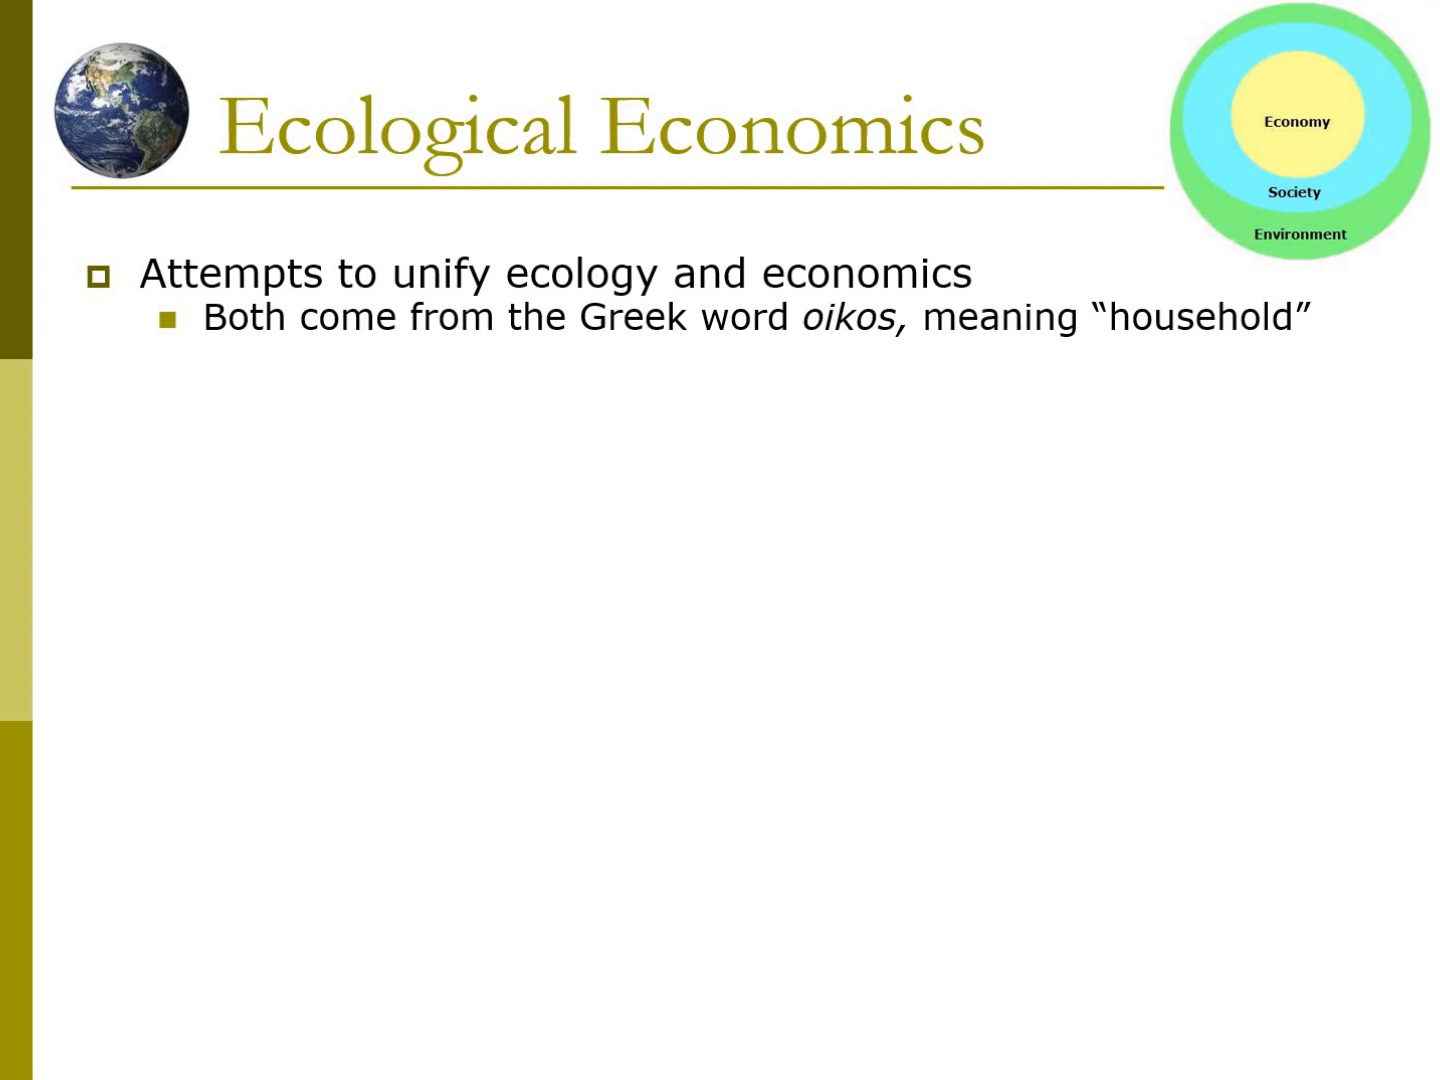 Ecological Economics
Economy
Society
Environment
Attempts to unify ecology and economics
Both come from the Greek word oikos, meaning “household”